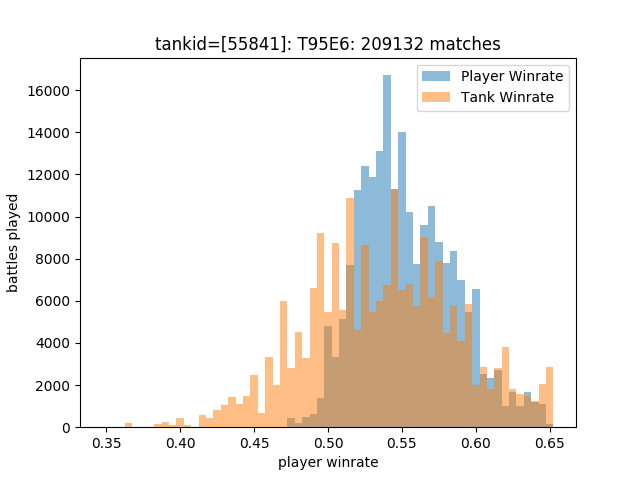 tankid=[55841]: T95E6: 209132 matches
Player Winrate
Tank Winrate
16000
14000
12000
10000
8000
6000
4000
2000
0
battles played
0.35 0.40 0.45 0.50 0.55 0.60 0.65
player winrate